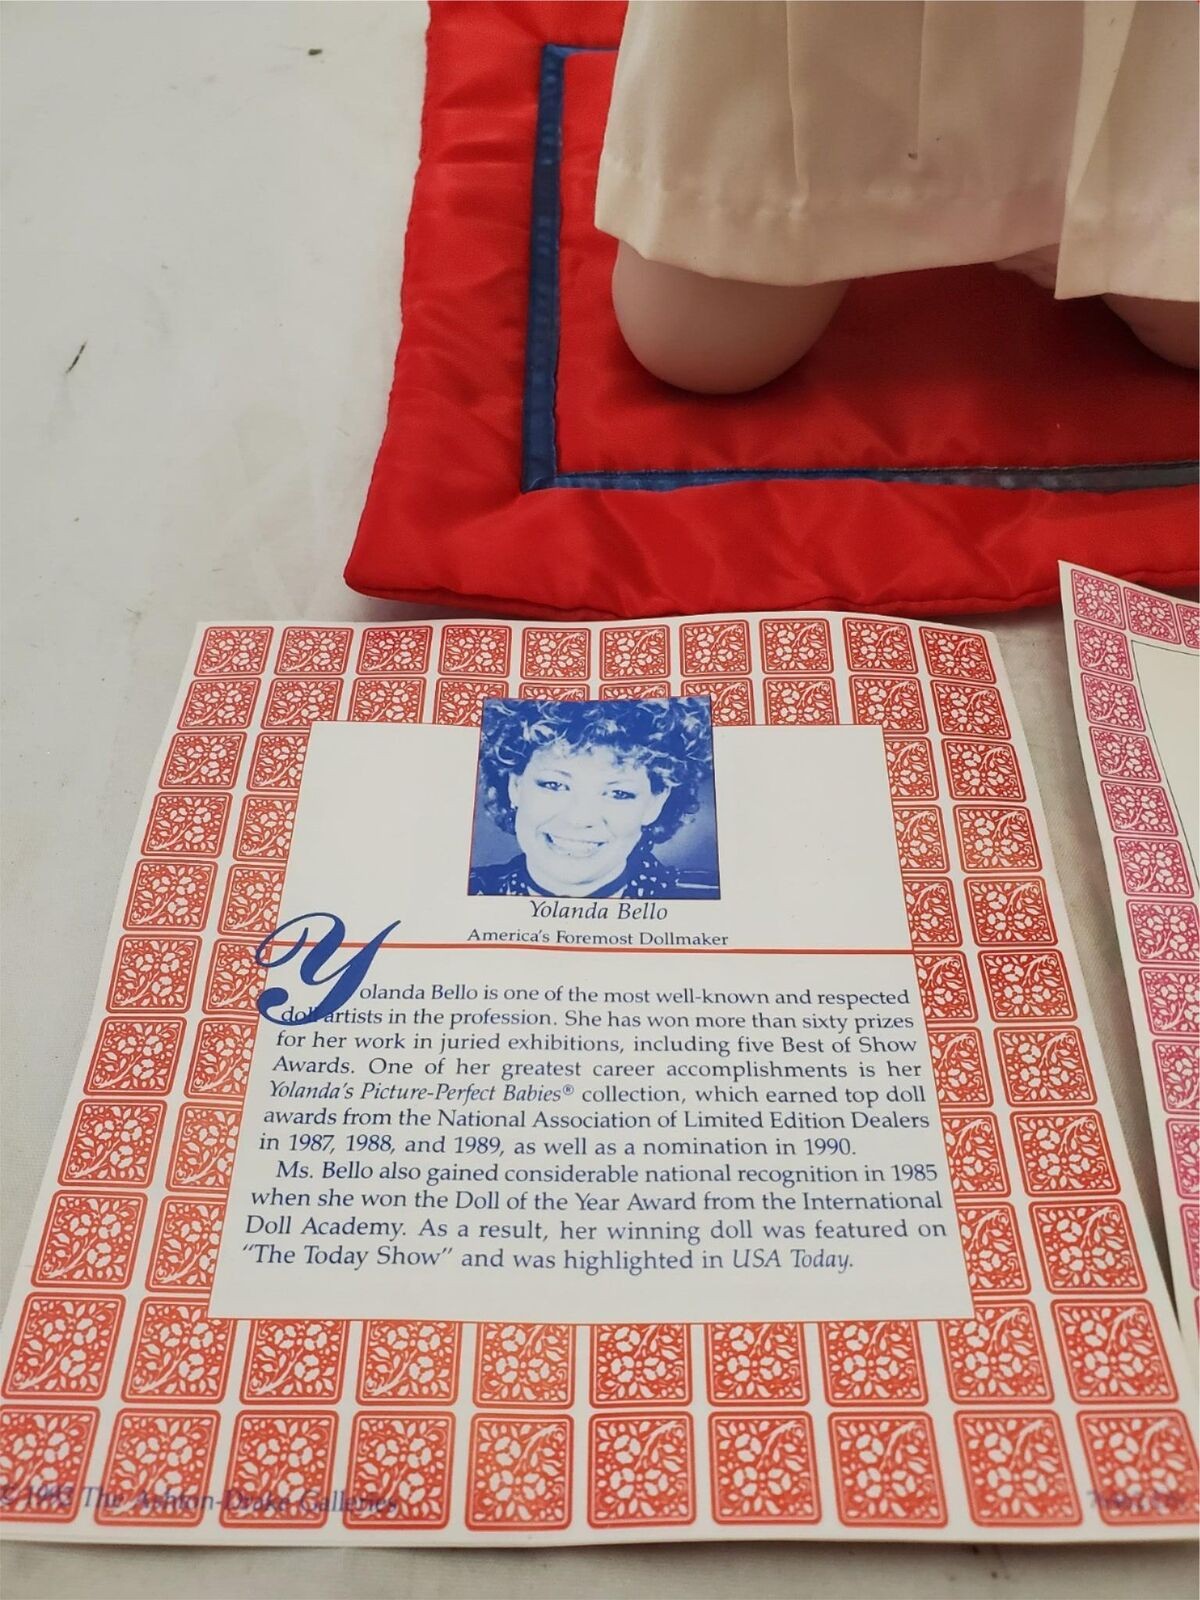 Yolanda Bello
America's Foremost Dollmaker
Yolanda Bello is one of the most well-known and respected
doll artists in the profession. She has won more than sixty prizes
for her work in juried exhibitions, including five Best of Show
Awards. One of her greatest career accomplishments is her
Yolanda's Picture-Perfect Babies® collection, which earned top doll
awards from the National Association of Limited Edition Dealers
in 1987, 1988, and 1989, as well as a nomination in 1990.
Ms. Bello also gained considerable national recognition in 1985
when she won the Doll of the Year Award from the International
Doll Academy. As a result, her winning doll was featured on
"The Today Show" and was highlighted in USA Today.
© The Ashton-Drake Galleries